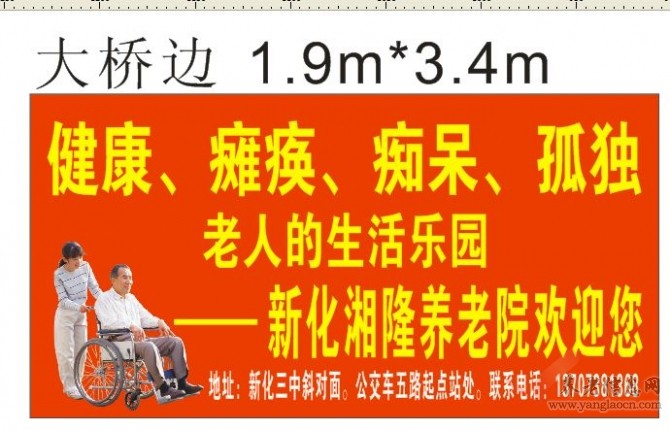 大桥边 1.9m*3.4m
健康、瘫痪、痴呆、孤独
老人的生活乐园
——新化湘隆养老院欢迎您
地址：新化三中斜对面。公交车五路起点站处。联系电话：13707381368
www.yanglaocn.com